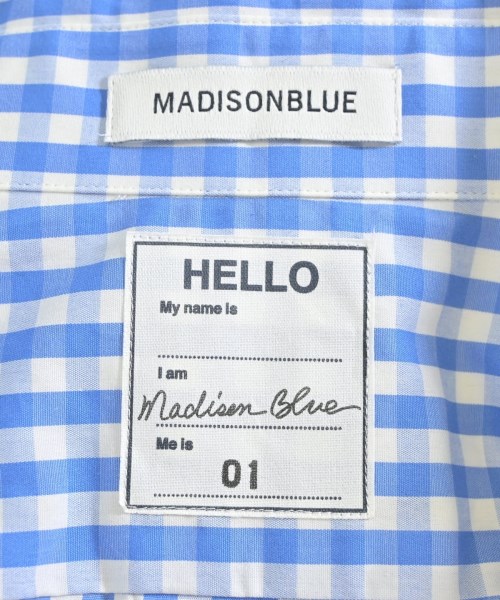 MADISONBLUE
HELLO
My name is
I am
Madison Blue
Me is
01